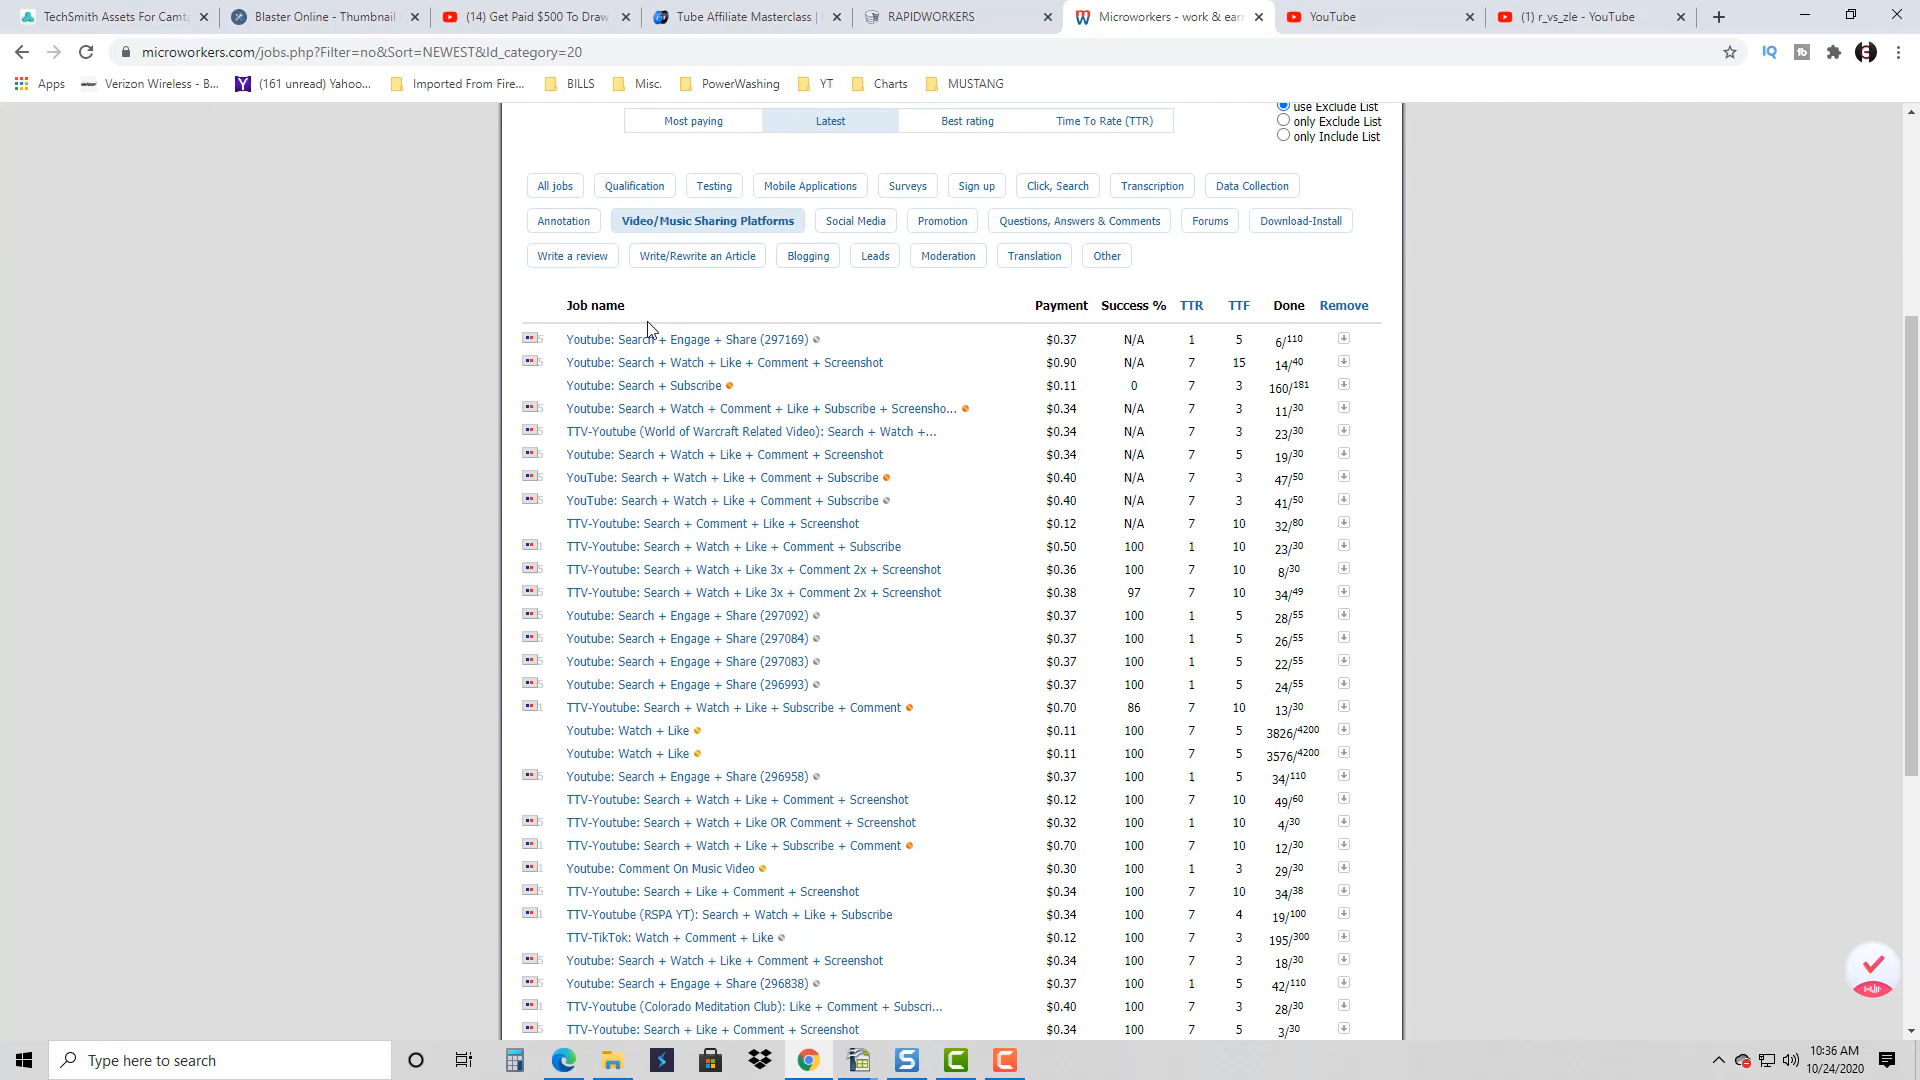 TechSmith Assets For Camta
Blaster Online - Thumbnail
(14) Get Paid $500 To Draw
Tube Affiliate Masterclass |
RAPIDWORKERS
Microworkers - work & earn
YouTube
(1) r_vs_zle - YouTube
microworkers.com/jobs.php?Filter=no&Sort=NEWEST&Id_category=20
Apps
Verizon Wireless - B...
(161 unread) Yahoo...
Imported From Fire...
BILLS
Misc.
PowerWashing
YT
Charts
MUSTANG
use Exclude List
only Exclude List
only Include List
Most paying Latest Best rating Time To Rate (TTR)
All jobs Qualification Testing Mobile Applications Surveys Sign up Click, Search Transcription Data Collection
Annotation Video/Music Sharing Platforms Social Media Promotion Questions, Answers & Comments Forums Download-Install
Write a review Write/Rewrite an Article Blogging Leads Moderation Translation Other
Job name Payment Success % TTR TTF Done Remove
Youtube: Search + Engage + Share (297169) $0.37 N/A 1 5 6/110
Youtube: Search + Watch + Like + Comment + Screenshot $0.90 N/A 7 15 14/40
Youtube: Search + Subscribe $0.11 0 7 3 160/181
Youtube: Search + Watch + Comment + Like + Subscribe + Screensho... $0.34 N/A 7 3 11/30
TTV-Youtube (World of Warcraft Related Video): Search + Watch +... $0.34 N/A 7 3 23/30
Youtube: Search + Watch + Like + Comment + Screenshot $0.34 N/A 7 5 19/30
YouTube: Search + Watch + Like + Comment + Subscribe $0.40 N/A 7 3 47/50
YouTube: Search + Watch + Like + Comment + Subscribe $0.40 N/A 7 3 41/50
TTV-Youtube: Search + Comment + Like + Screenshot $0.12 N/A 7 10 32/80
TTV-Youtube: Search + Watch + Like + Comment + Subscribe $0.50 100 1 10 23/30
TTV-Youtube: Search + Watch + Like 3x + Comment 2x + Screenshot $0.36 100 7 10 8/30
TTV-Youtube: Search + Watch + Like 3x + Comment 2x + Screenshot $0.38 97 7 10 34/49
Youtube: Search + Engage + Share (297092) $0.37 100 1 5 28/55
Youtube: Search + Engage + Share (297084) $0.37 100 1 5 26/55
Youtube: Search + Engage + Share (297083) $0.37 100 1 5 22/55
Youtube: Search + Engage + Share (296993) $0.37 100 1 5 24/55
TTV-Youtube: Search + Watch + Like + Subscribe + Comment $0.70 86 7 10 13/30
Youtube: Watch + Like $0.11 100 7 5 3826/4200
Youtube: Watch + Like $0.11 100 7 5 3576/4200
Youtube: Search + Engage + Share (296958) $0.37 100 1 5 34/110
TTV-Youtube: Search + Watch + Like + Comment + Screenshot $0.12 100 7 10 49/60
TTV-Youtube: Search + Watch + Like OR Comment + Screenshot $0.32 100 1 10 4/30
TTV-Youtube: Search + Watch + Like + Subscribe + Comment $0.70 100 7 10 12/30
Youtube: Comment On Music Video $0.30 100 1 3 29/30
TTV-Youtube: Search + Like + Comment + Screenshot $0.34 100 7 10 34/38
TTV-Youtube (RSPA YT): Search + Watch + Like + Subscribe $0.34 100 7 4 19/100
TTV-TikTok: Watch + Comment + Like $0.12 100 7 3 195/300
Youtube: Search + Watch + Like + Comment + Screenshot $0.34 100 7 3 18/30
Youtube: Search + Engage + Share (296838) $0.37 100 1 5 42/110
TTV-Youtube (Colorado Meditation Club): Like + Comment + Subscri... $0.40 100 7 3 28/30
TTV-Youtube: Search + Like + Comment + Screenshot $0.34 100 7 5 3/30
Type here to search
10:36 AM
10/24/2020